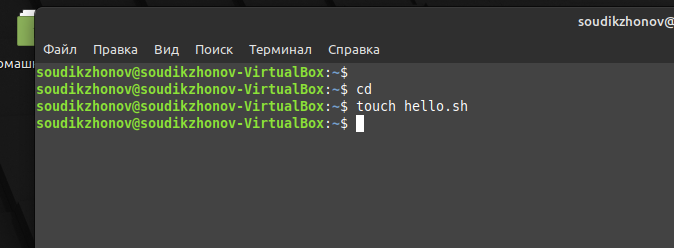 soudikzhonov@
омаш
Файл Правка Вид Поиск Терминал Справка
soudikzhonov@soudikzhonov-VirtualBox:~$
soudikzhonov@soudikzhonov-VirtualBox:~$ cd
soudikzhonov@soudikzhonov-VirtualBox:~$ touch hello.sh
soudikzhonov@soudikzhonov-VirtualBox:~$